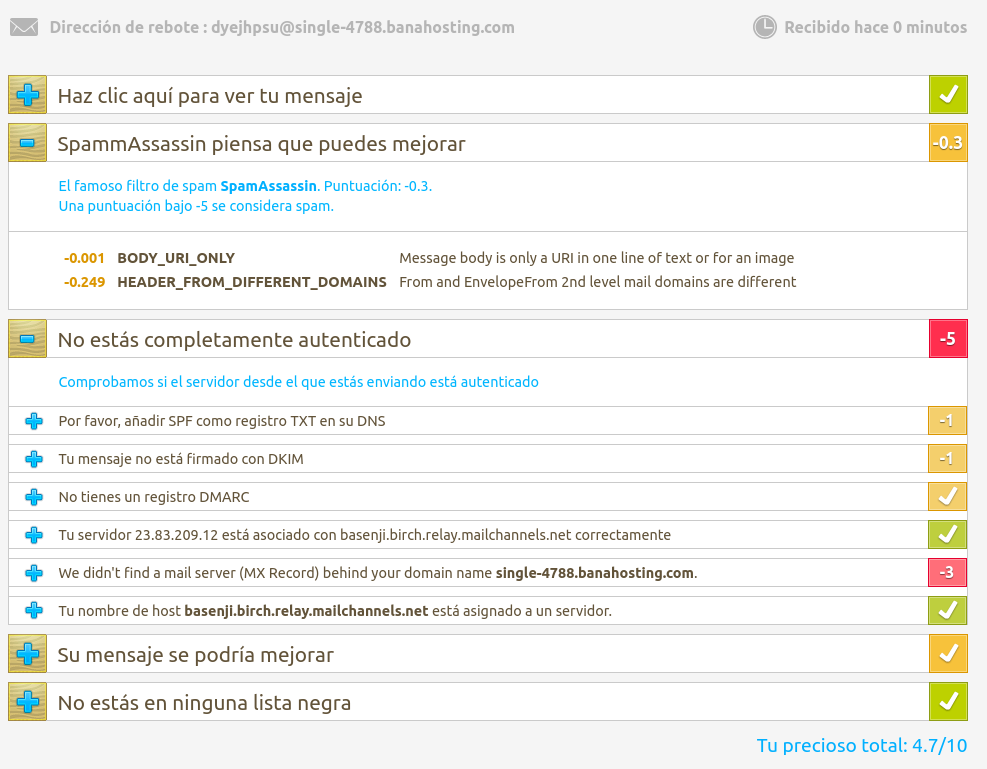 Dirección de rebote : dyejhpsu@single-4788.banahosting.com
Recibido hace 0 minutos
Haz clic aquí para ver tu mensaje
SpammAssassin piensa que puedes mejorar -0.3
El famoso filtro de spam SpamAssassin. Puntuación: -0.3.
Una puntuación bajo -5 se considera spam.
-0.001 BODY_URI_ONLY Message body is only a URI in one line of text or for an image
-0.249 HEADER_FROM_DIFFERENT_DOMAINS From and EnvelopeFrom 2nd level mail domains are different
No estás completamente autenticado -5
Comprobamos si el servidor desde el que estás enviando está autenticado
Por favor, añadir SPF como registro TXT en su DNS -1
Tu mensaje no está firmado con DKIM -1
No tienes un registro DMARC
Tu servidor 23.83.209.12 está asociado con basenji.birch.relay.mailchannels.net correctamente
We didn't find a mail server (MX Record) behind your domain name single-4788.banahosting.com. -3
Tu nombre de host basenji.birch.relay.mailchannels.net está asignado a un servidor.
Su mensaje se podría mejorar
No estás en ninguna lista negra
Tu precioso total: 4.7/10